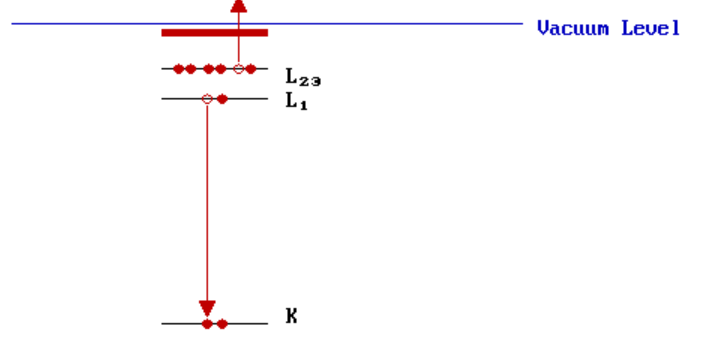 Vacuum Level
L₂₃
L₁
K